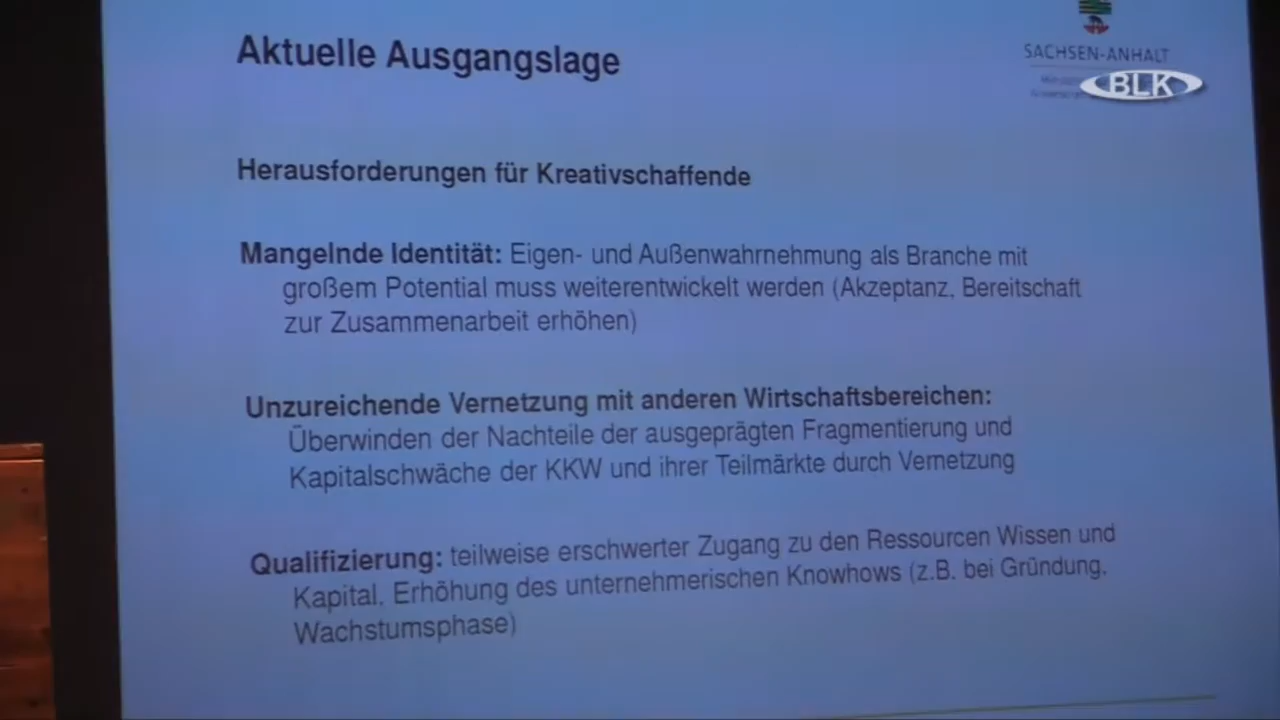 Aktuelle Ausgangslage
SACHSEN-ANHALT
BLK
Herausforderungen für Kreativschaffende
Mangelnde Identität: Eigen- und Außenwahrnehmung als Branche mit
großem Potential muss weiterentwickelt werden (Akzeptanz, Bereitschaft
zur Zusammenarbeit erhöhen)
Unzureichende Vernetzung mit anderen Wirtschaftsbereichen:
Überwinden der Nachteile der ausgeprägten Fragmentierung und
Kapitalschwäche der KKW und ihrer Teilmärkte durch Vernetzung
Qualifizierung: teilweise erschwerter Zugang zu den Ressourcen Wissen und
Kapital, Erhöhung des unternehmerischen Knowhows (z.B. bei Gründung,
Wachstumsphase)